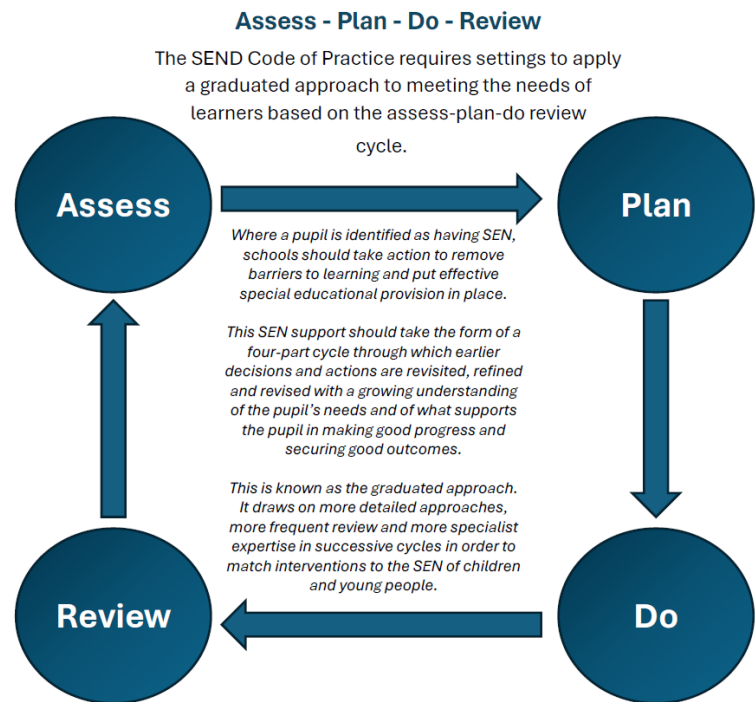 Assess - Plan - Do - Review
The SEND Code of Practice requires settings to apply
a graduated approach to meeting the needs of
learners based on the assess-plan-do review
cycle.
Assess
Plan
Where a pupil is identified as having SEN,
schools should take action to remove
barriers to learning and put effective
special educational provision in place.
This SEN support should take the form of a
four-part cycle through which earlier
decisions and actions are revisited, refined
and revised with a growing understanding
of the pupil's needs and of what supports
the pupil in making good progress and
securing good outcomes.
This is known as the graduated approach.
It draws on more detailed approaches,
more frequent review and more specialist
expertise in successive cycles in order to
match interventions to the SEN of children
and young people.
Review
Do